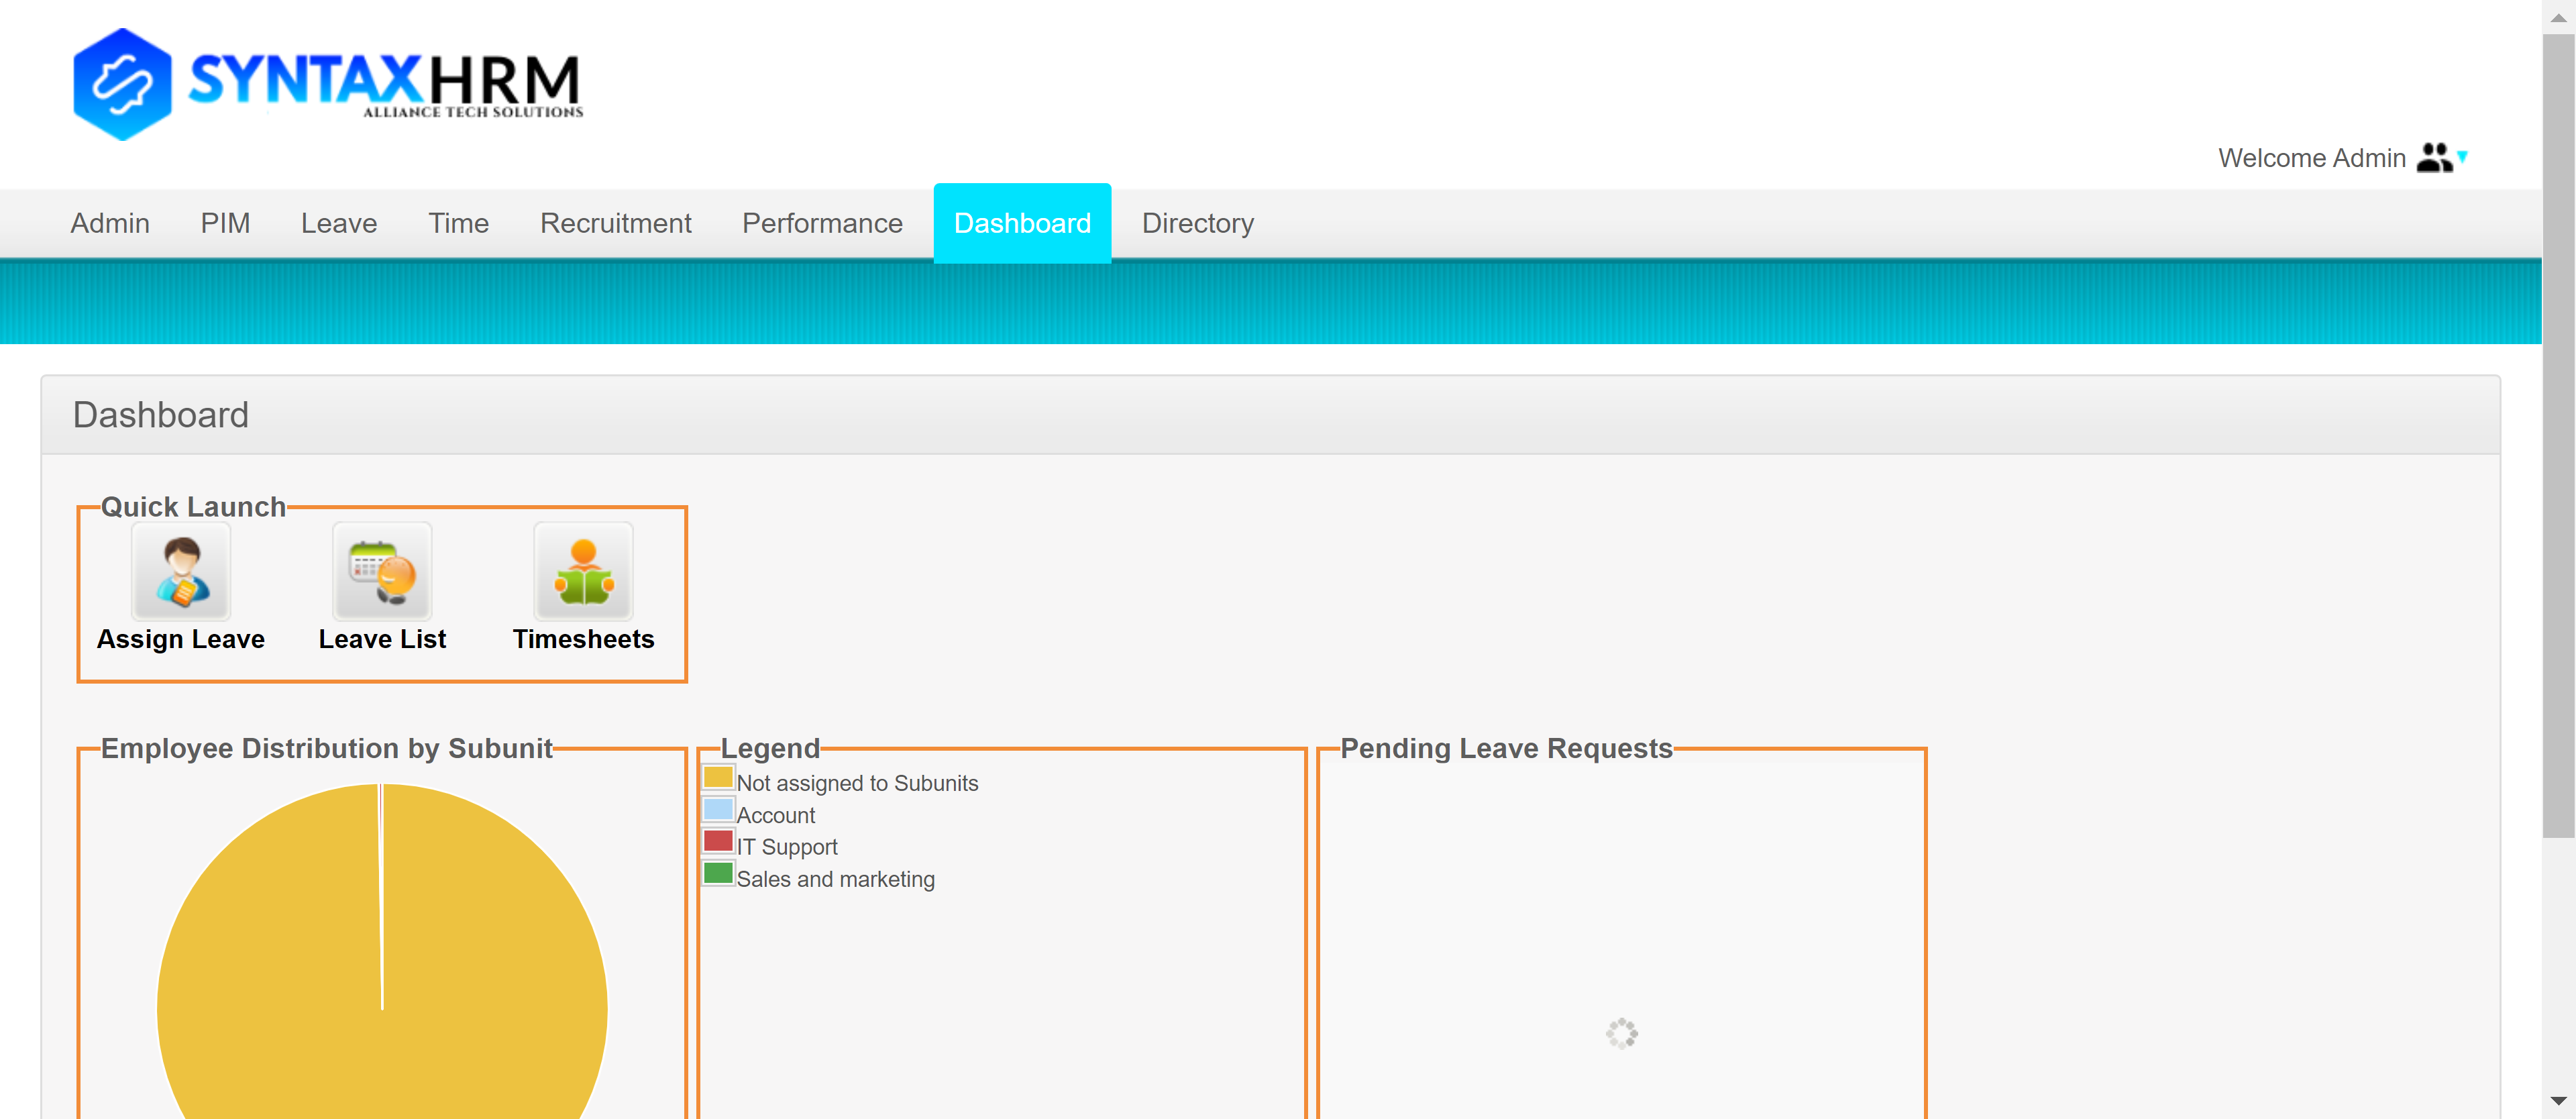 SYNTAXHRM
ALLIANCE TECH SOLUTIONS
Welcome Admin
Admin PIM Leave Time Recruitment Performance Dashboard Directory
Dashboard
Quick Launch
Assign Leave Leave List Timesheets
Employee Distribution by Subunit
Legend
Not assigned to Subunits
Account
IT Support
Sales and marketing
Pending Leave Requests